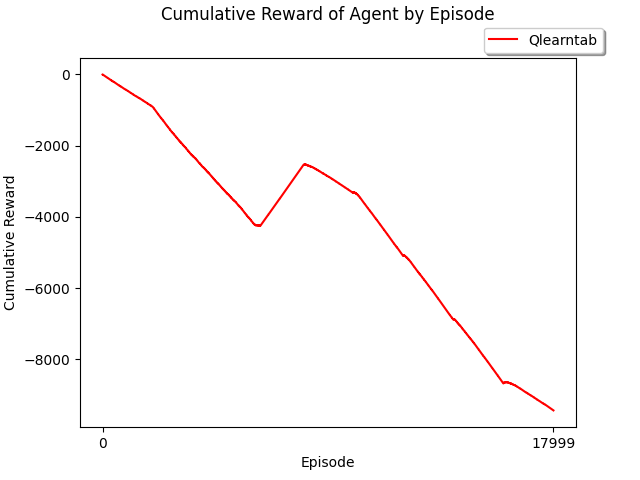 Cumulative Reward of Agent by Episode
Qlearntab
0
−2000
−4000
−6000
−8000
Cumulative Reward
0
17999
Episode